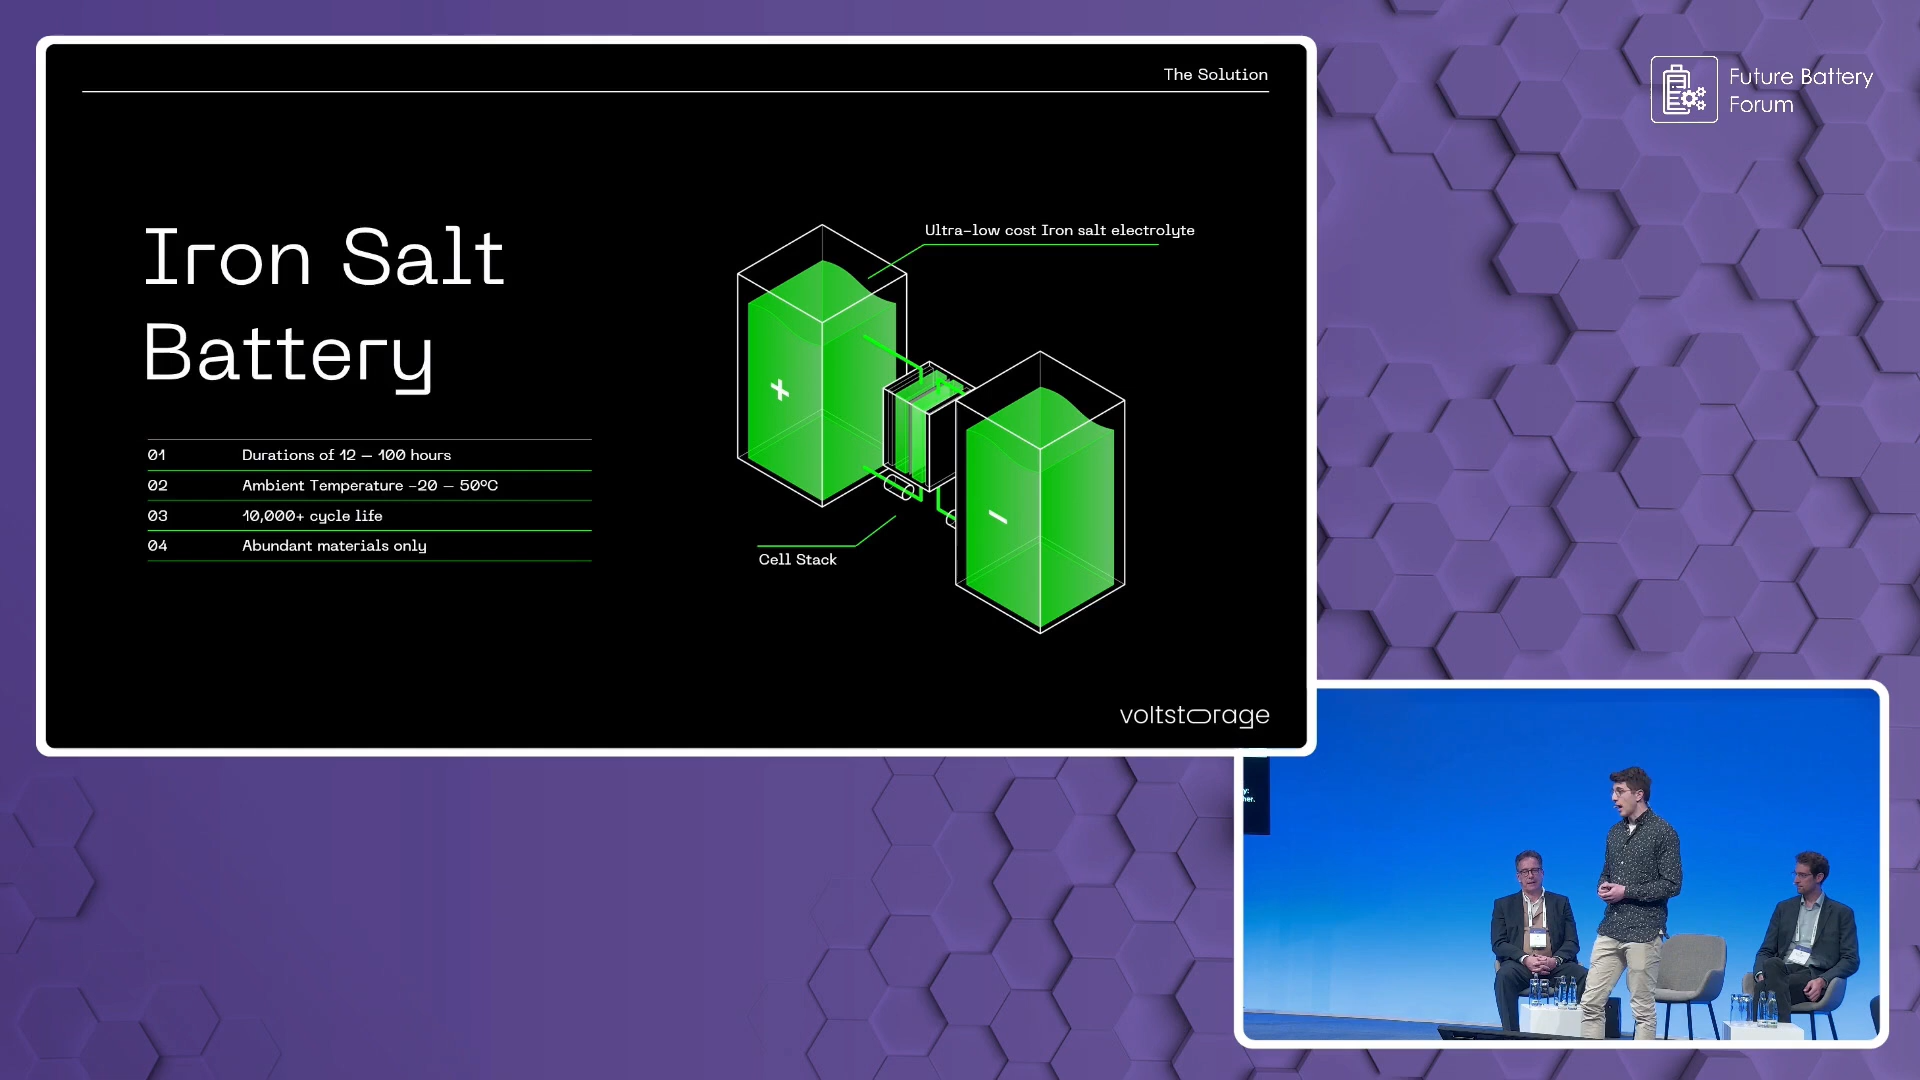 The Solution
Iron Salt
Battery
01 Durations of 12 – 100 hours
02 Ambient Temperature -20 – 50ºC
03 10,000+ cycle life
04 Abundant materials only
Ultra-low cost Iron salt electrolyte
+
-
Cell Stack
voltstorage
Future Battery
Forum